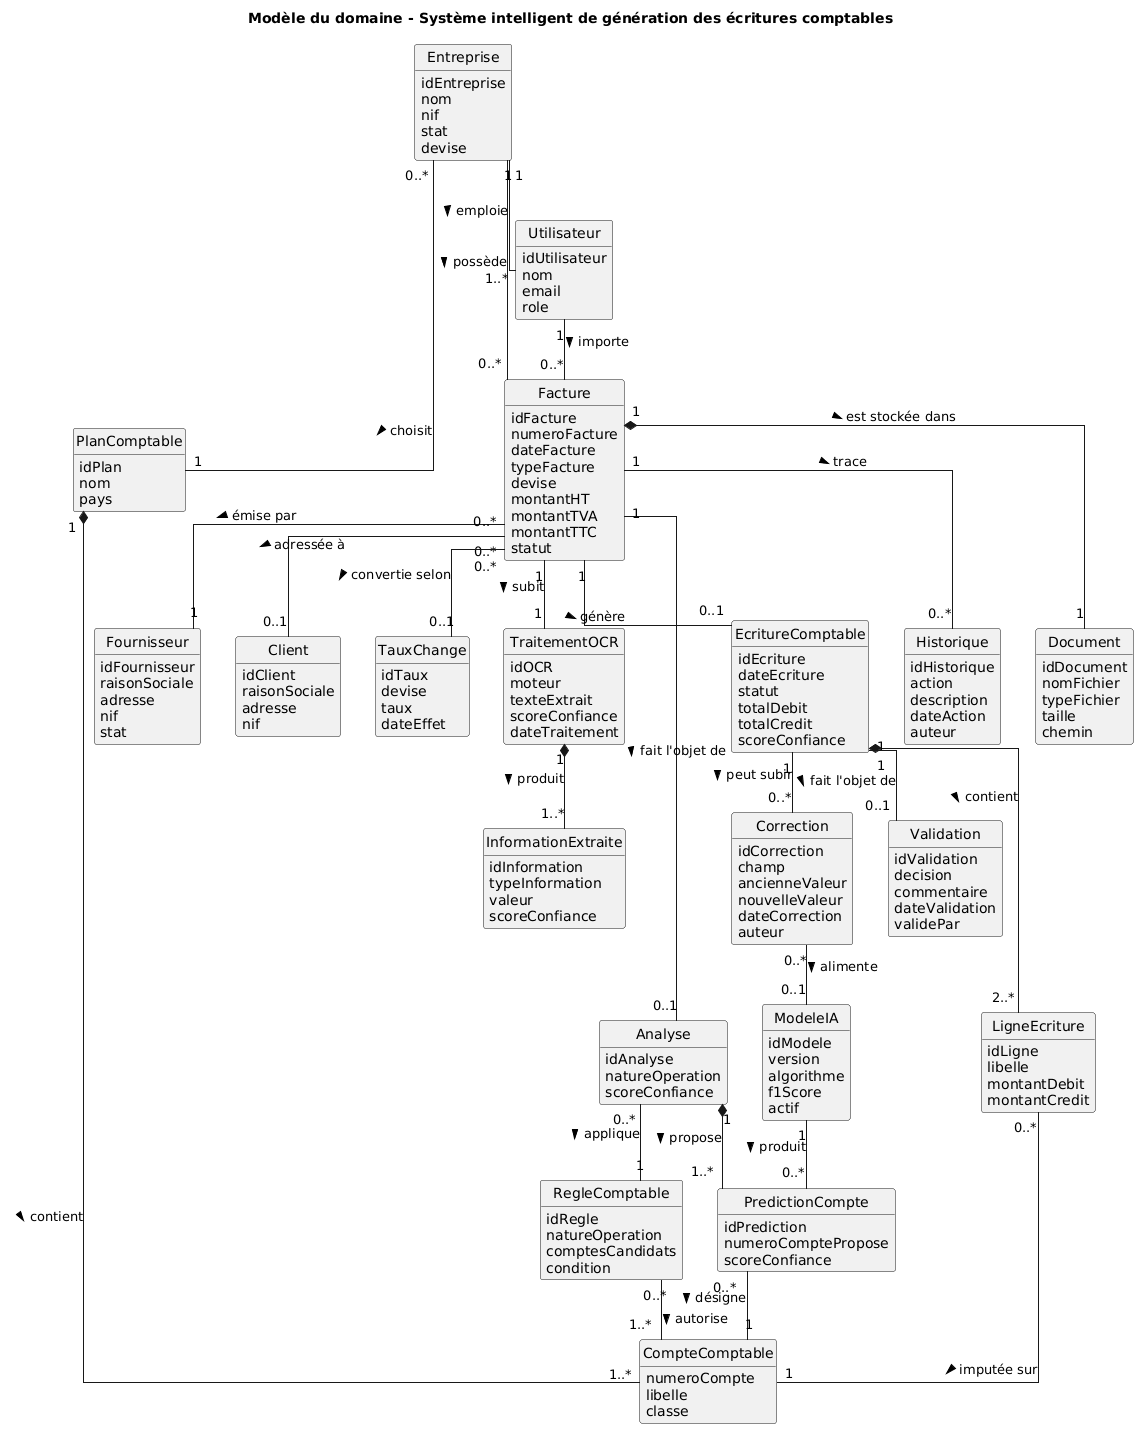 Modèle du domaine - Système intelligent de génération des écritures comptables
Entreprise
idEntreprise
nom
nif
stat
devise
0..*
1
1
emploie
possède
1..*
Utilisateur
idUtilisateur
nom
email
role
1
importe
0..*
0..*
Facture
idFacture
numeroFacture
dateFacture
typeFacture
devise
montantHT
montantTVA
montantTTC
statut
1
est stockée dans
1
trace
1
choisit
1
PlanComptable
idPlan
nom
pays
1
émise par
0..*
adressée à
0..*
convertie selon
0..*
subit
1
1
génère
1
0..1
1
0..1
0..1
1
0..*
1
Fournisseur
idFournisseur
raisonSociale
adresse
nif
stat
Client
idClient
raisonSociale
adresse
nif
TauxChange
idTaux
devise
taux
dateEffet
TraitementOCR
idOCR
moteur
texteExtrait
scoreConfiance
dateTraitement
EcritureComptable
idEcriture
dateEcriture
statut
totalDebit
totalCredit
scoreConfiance
Historique
idHistorique
action
description
dateAction
auteur
Document
idDocument
nomFichier
typeFichier
taille
chemin
1
produit
1..*
fait l'objet de
1
peut subir
0..*
1
fait l'objet de
0..1
1
contient
2..*
InformationExtraite
idInformation
typeInformation
valeur
scoreConfiance
Correction
idCorrection
champ
ancienneValeur
nouvelleValeur
dateCorrection
auteur
Validation
idValidation
decision
commentaire
dateValidation
validePar
0..*
alimente
0..1
0..1
Analyse
idAnalyse
natureOperation
scoreConfiance
ModeleIA
idModele
version
algorithme
f1Score
actif
LigneEcriture
idLigne
libelle
montantDebit
montantCredit
0..*
applique
1
1
propose
1..*
1
produit
0..*
0..*
contient
RegleComptable
idRegle
natureOperation
comptesCandidats
condition
PredictionCompte
idPrediction
numeroComptePropose
scoreConfiance
0..*
autorise
1..*
0..*
désigne
1
imputée sur
1..*
1
CompteComptable
numeroCompte
libelle
classe